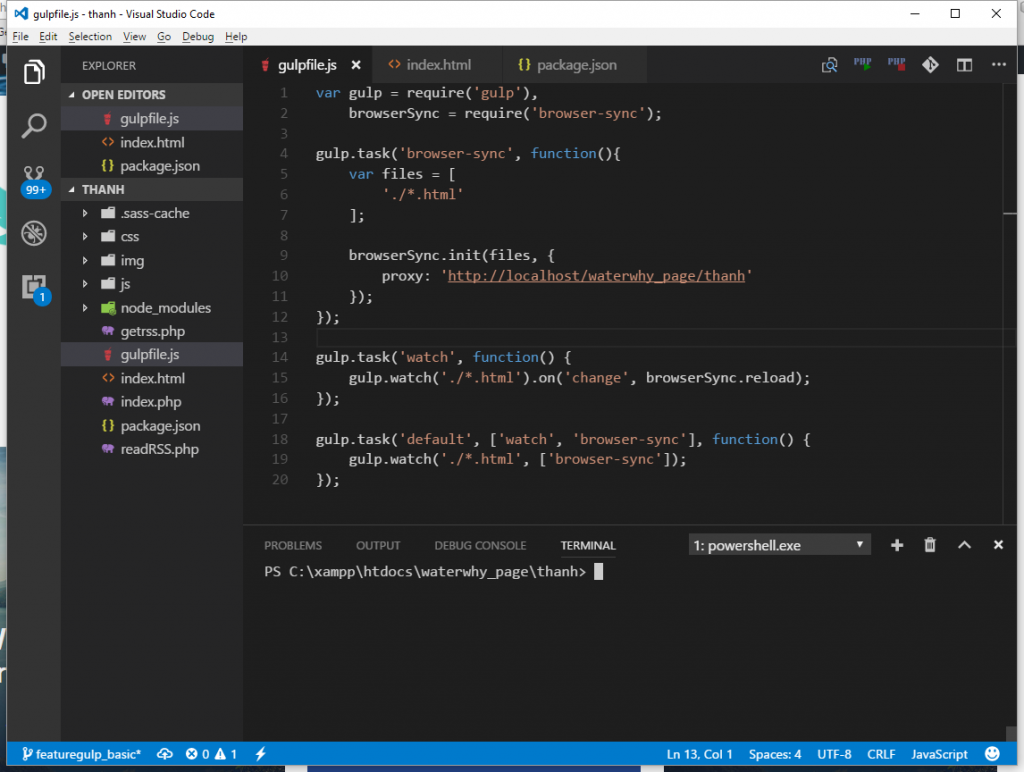 gulpfile.js - thanh - Visual Studio Code
File Edit Selection View Go Debug Help
EXPLORER
gulpfile.js
index.html
{} package.json
PHP PHP
OPEN EDITORS
gulpfile.js
<> index.html
{} package.json
99+
THANH
.sass-cache
css
img
js
1
node_modules
getrss.php
gulpfile.js
<> index.html
index.php
{} package.json
readRSS.php
1 var gulp = require('gulp'),
2     browserSync = require('browser-sync');
3
4 gulp.task('browser-sync', function(){
5     var files = [
6         './*.html'
7     ];
8
9     browserSync.init(files, {
10         proxy: 'http://localhost/waterwhy_page/thanh'
11     });
12 });
13
14 gulp.task('watch', function() {
15     gulp.watch('./*.html').on('change', browserSync.reload);
16 });
17
18 gulp.task('default', ['watch', 'browser-sync'], function() {
19     gulp.watch('./*.html', ['browser-sync']);
20 });
PROBLEMS OUTPUT DEBUG CONSOLE TERMINAL 1: powershell.exe
PS C:\xampp\htdocs\waterwhy_page\thanh>
featuregulp_basic* 0 1 Ln 13, Col 1 Spaces: 4 UTF-8 CRLF JavaScript